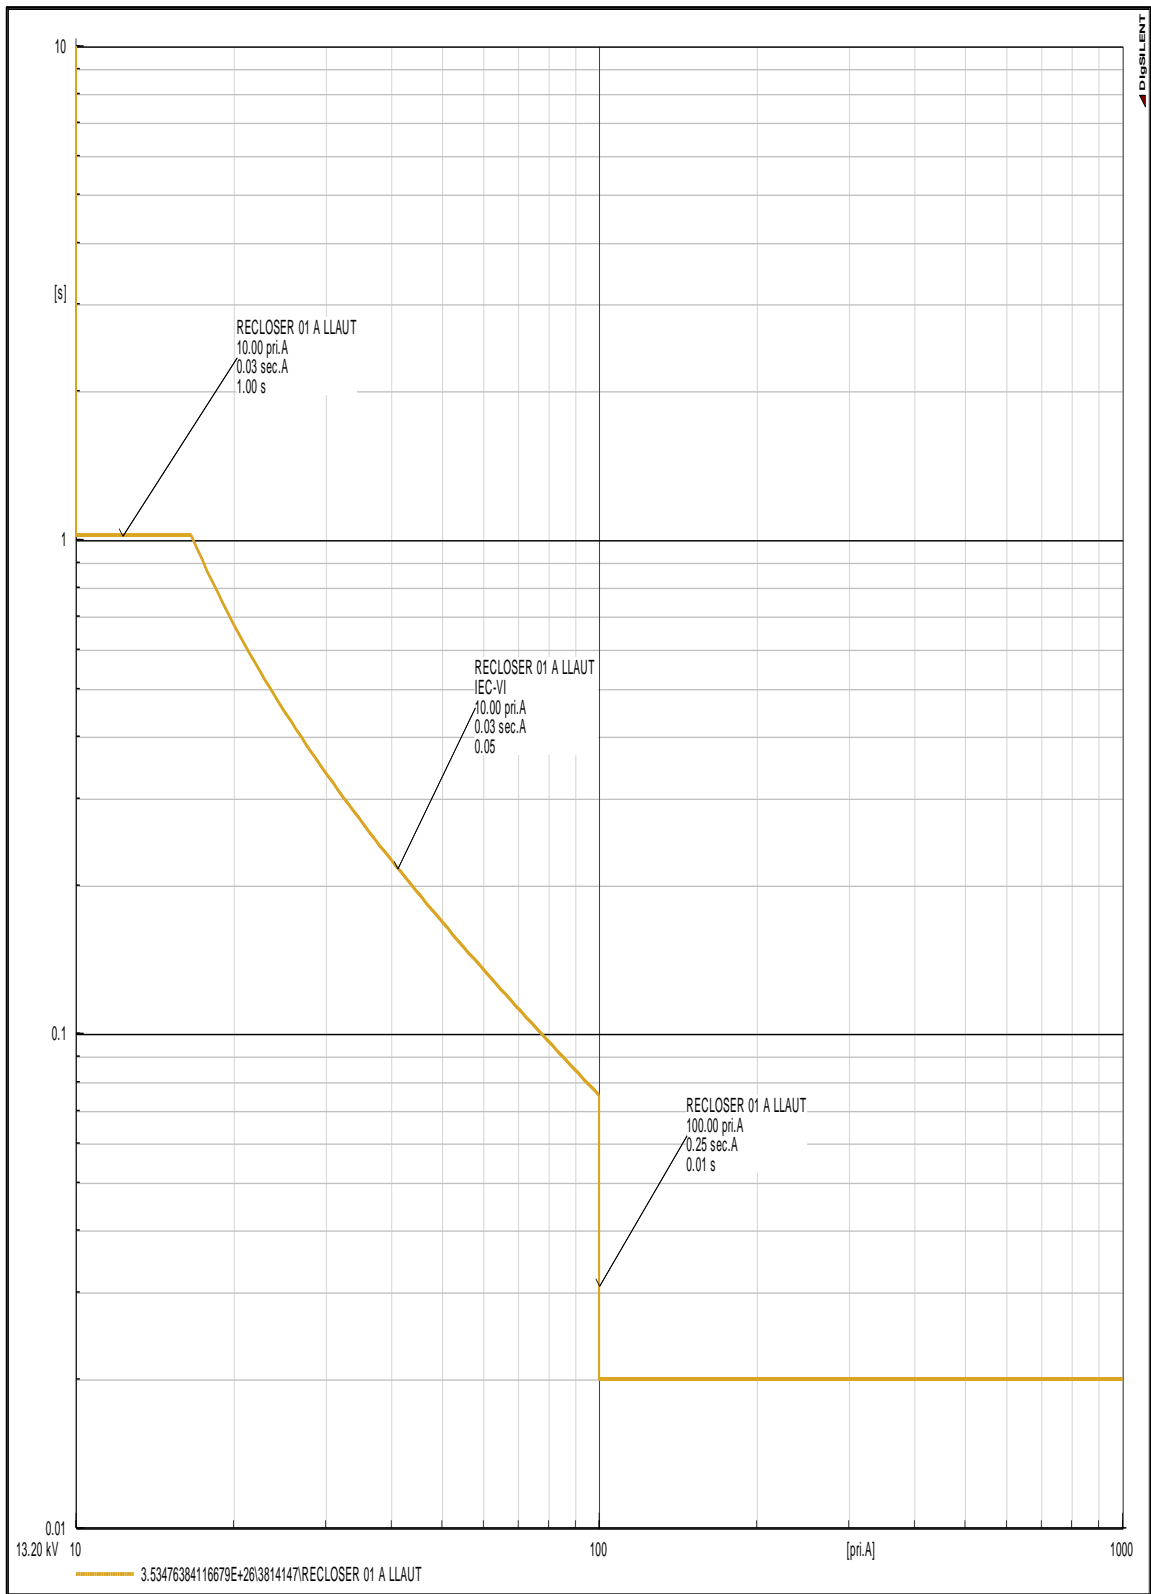 DIgSILENT
10
[s]
RECLOSER 01 A LLAUT
10.00 pri.A
0.03 sec.A
1.00 s
1
RECLOSER 01 A LLAUT
IEC-VI
10.00 pri.A
0.03 sec.A
0.05
0.1
RECLOSER 01 A LLAUT
100.00 pri.A
0.25 sec.A
0.01 s
0.01
13.20 kV 10 100 [pri.A] 1000
3.53476384116679E+26\3814147\RECLOSER 01 A LLAUT